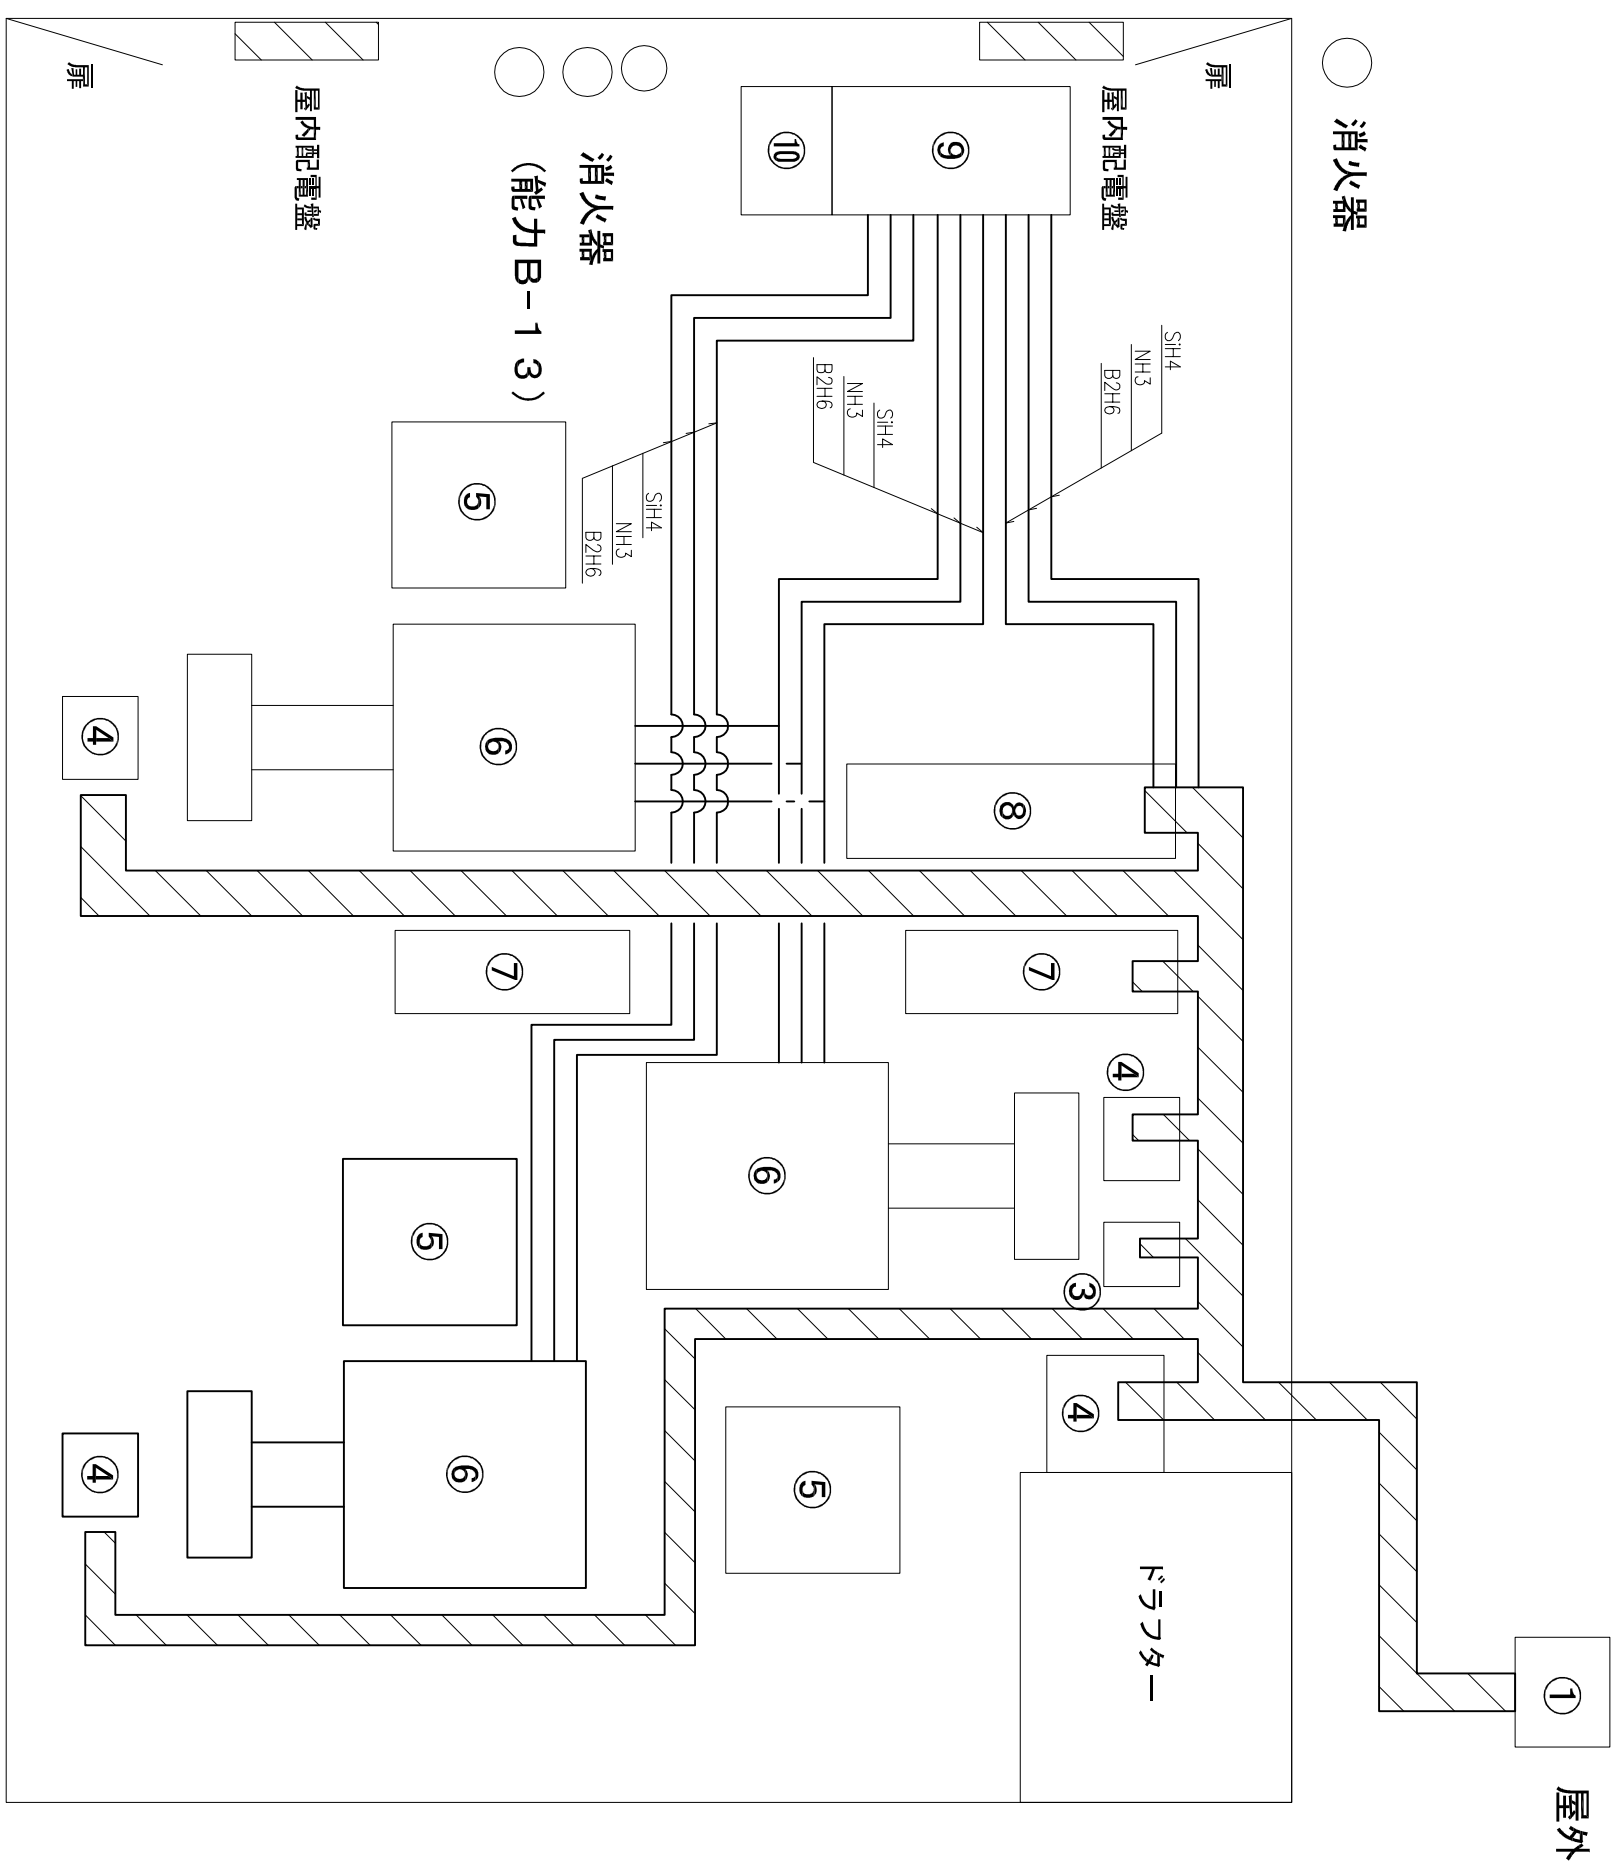 屋外
①
消火器
扉
屋内配電盤
⑨
⑩
消火器
（能力B-13）
屋内配電盤
扉
SiH4
NH3
B2H6
SiH4
NH3
B2H6
SiH4
NH3
B2H6
⑤
⑥
④
⑧
⑦
⑦
④
③
⑥
⑤
④
⑤
⑥
④
ドラフター